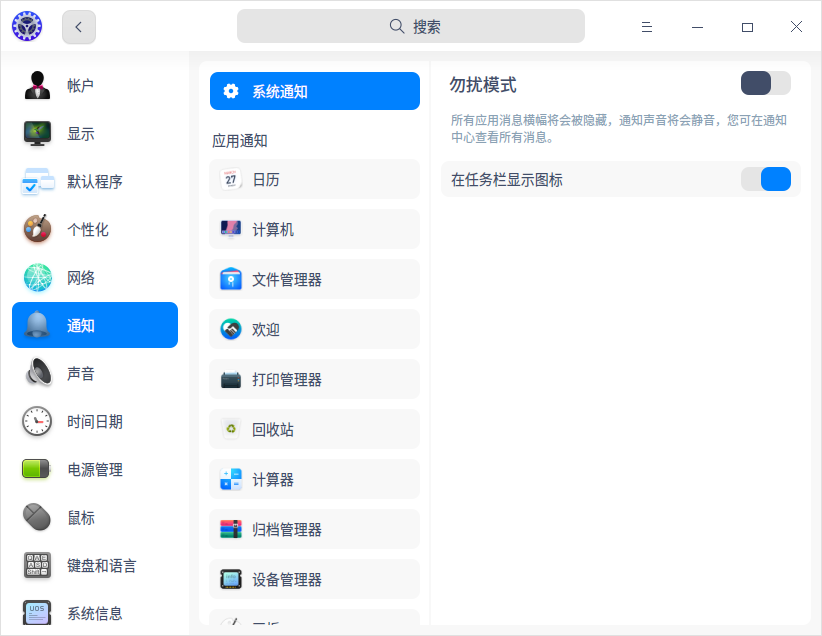 搜索
帐户
显示
默认程序
个性化
网络
通知
声音
时间日期
电源管理
鼠标
键盘和语言
UOS
系统信息
系统通知
应用通知
27
日历
计算机
文件管理器
欢迎
打印管理器
回收站
计算器
归档管理器
设备管理器
勿扰模式
所有应用消息横幅将会被隐藏，通知声音将会静音，您可在通知
中心查看所有消息。
在任务栏显示图标